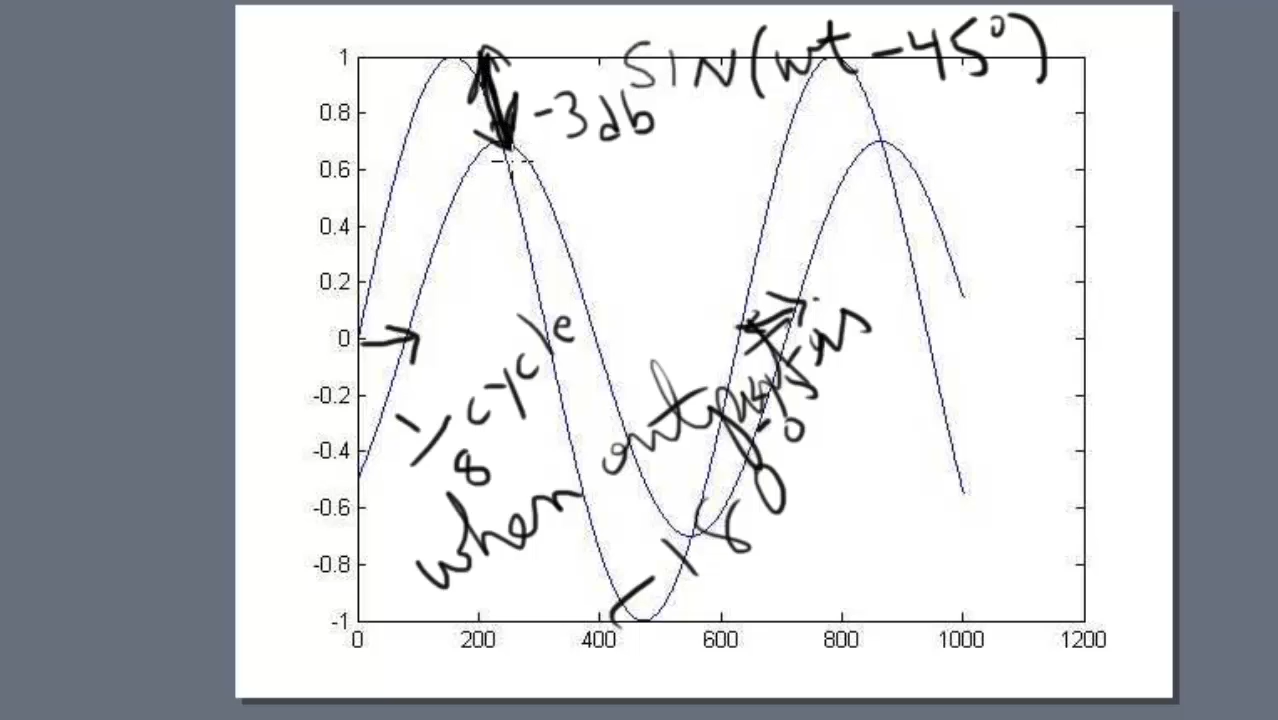 SIN(wt -45°)
-3db
1
0.8
0.6
0.4
0.2
0
-0.2
-0.4
-0.6
-0.8
-1
1/8 cycle
when output
-180
0 200 400 600 800 1000 1200